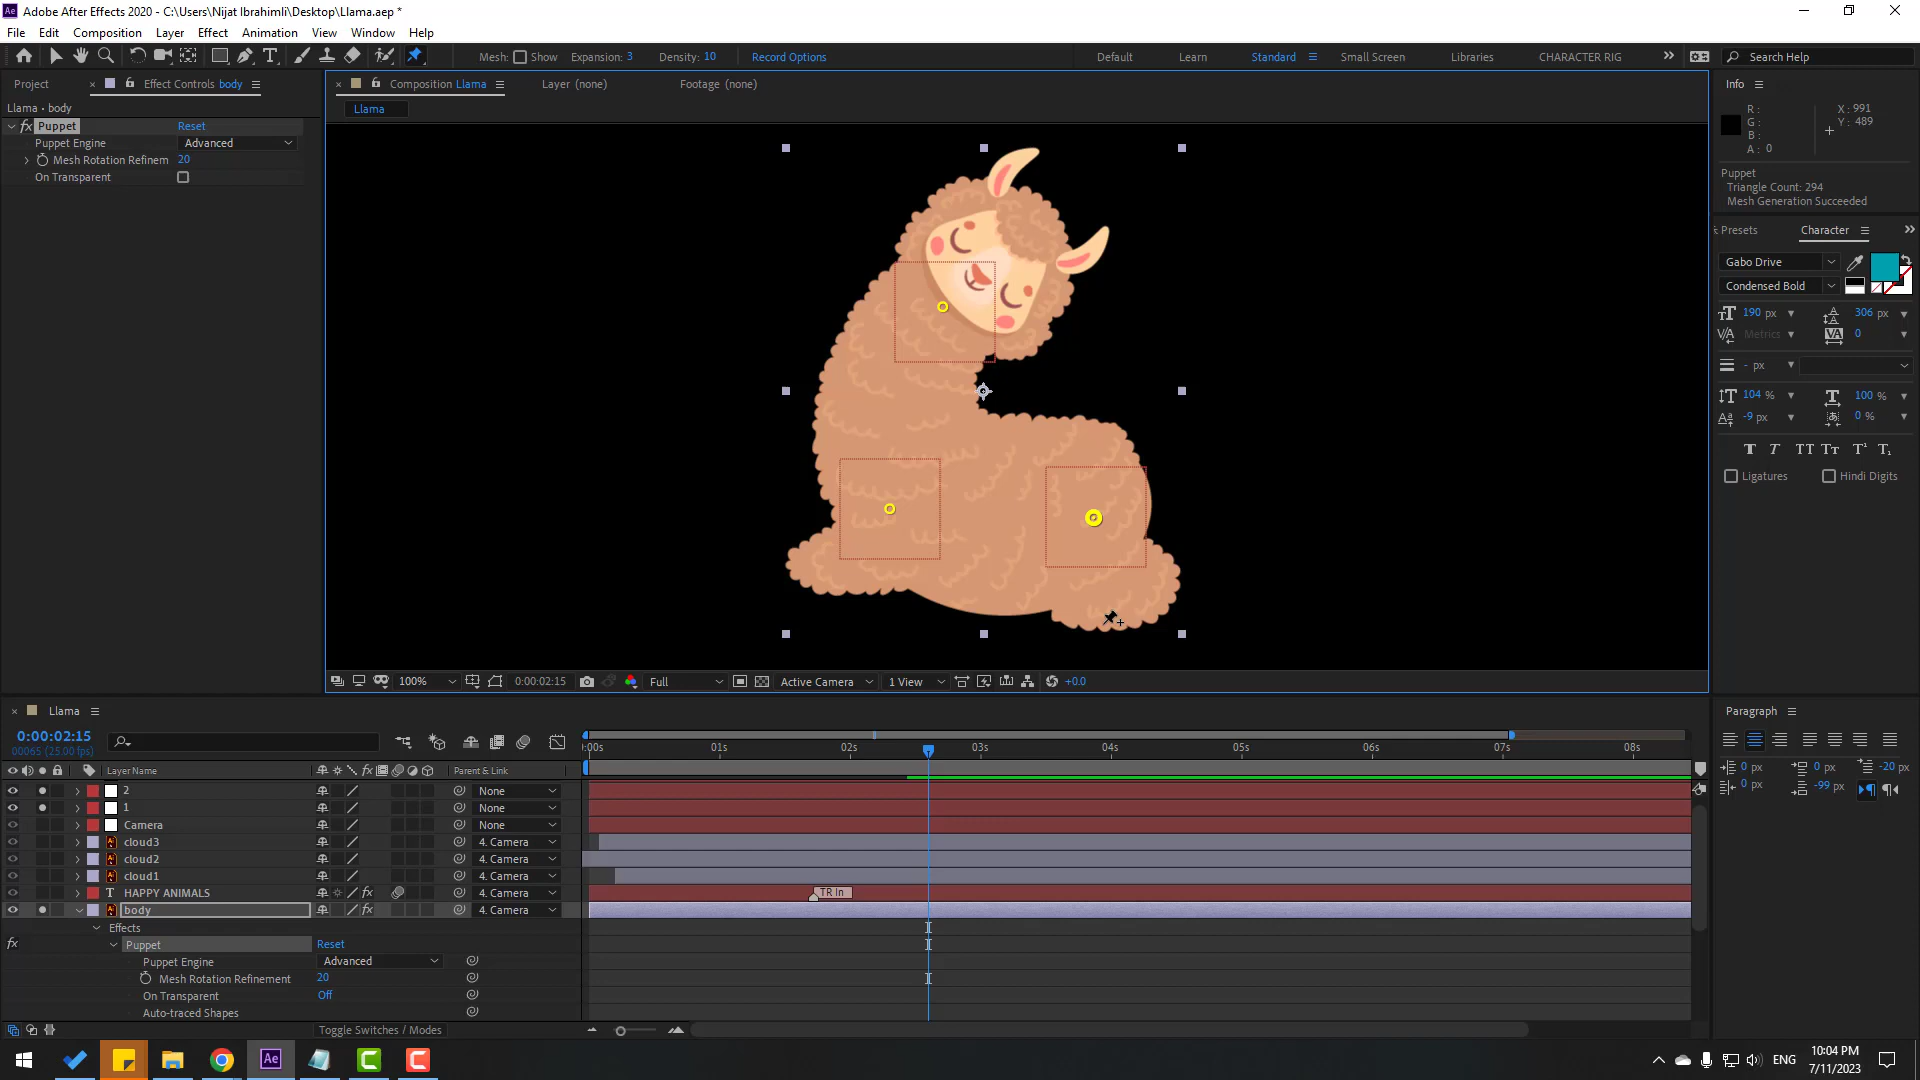 Adobe After Effects 2020 - C:\Users\Nijat Ibrahimli\Desktop\Llama.aep *
File Edit Composition Layer Effect Animation View Window Help
Mesh: Show Expansion: 3 Density: 10 Record Options
Default Learn Standard Small Screen Libraries CHARACTER RIG Search Help
Project Effect Controls body
Composition Llama Layer (none) Footage (none)
Info
Llama • body
Llama
fx Puppet Reset
Puppet Engine Advanced
Mesh Rotation Refinem 20
On Transparent
R : X : 991
G : Y : 489
B :
A : 0
Puppet
Triangle Count: 294
Mesh Generation Succeeded
Presets Character
Gabo Drive
Condensed Bold
190 px 306 px
Metrics 0
- px
104 % 100 %
-9 px 0 %
Ligatures Hindi Digits
100% 0:00:02:15 Full Active Camera 1 View +0.0
Llama
Paragraph
0:00:02:15
00065 (25.00 fps)
:00s 01s 02s 03s 04s 05s 06s 07s 08s
Layer Name Parent & Link
0 px 0 px -20 px
0 px -99 px
2 None
1 None
Camera None
cloud3 4. Camera
cloud2 4. Camera
cloud1 4. Camera
HAPPY ANIMALS 4. Camera TR In
body 4. Camera
Effects
fx Puppet Reset
Puppet Engine Advanced
Mesh Rotation Refinement 20
On Transparent Off
Auto-traced Shapes
Toggle Switches / Modes
ENG
10:04 PM
7/11/2023